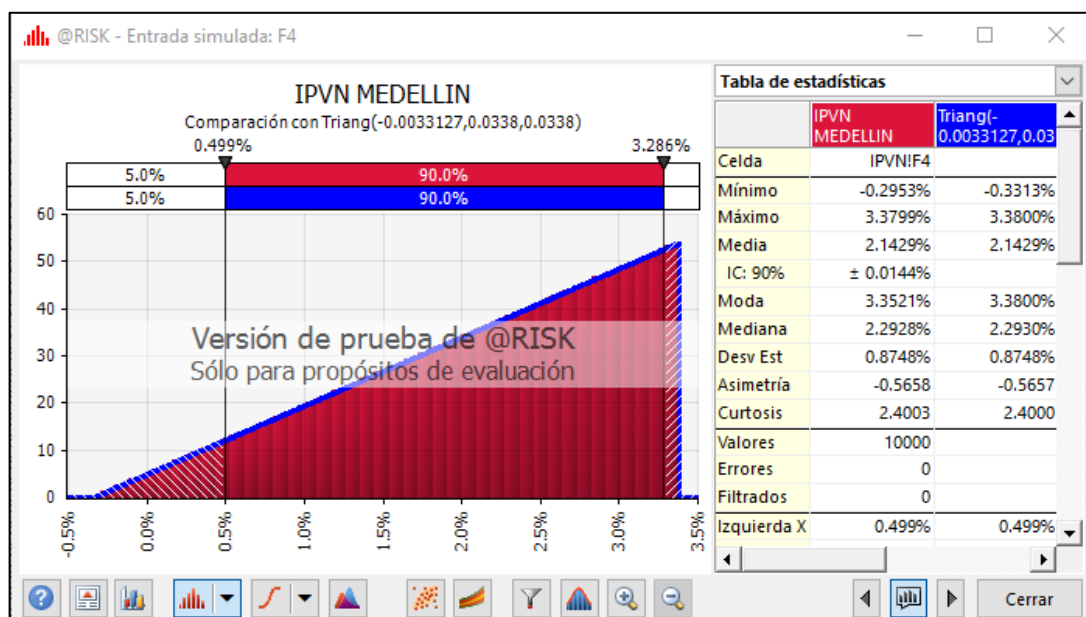 @RISK - Entrada simulada: F4
IPVN MEDELLIN
Comparación con Triang(-0.0033127,0.0338,0.0338)
0.499% 3.286%
5.0% 90.0%
5.0% 90.0%
60
50
40
30
20
10
0
-0.5% 0.0% 0.5% 1.0% 1.5% 2.0% 2.5% 3.0% 3.5%
Versión de prueba de @RISK
Sólo para propósitos de evaluación
Tabla de estadísticas
IPVN MEDELLIN Triang(-0.0033127,0.03
Celda IPVN!F4
Mínimo -0.2953% -0.3313%
Máximo 3.3799% 3.3800%
Media 2.1429% 2.1429%
IC: 90% ± 0.0144%
Moda 3.3521% 3.3800%
Mediana 2.2928% 2.2930%
Desv Est 0.8748% 0.8748%
Asimetría -0.5658 -0.5657
Curtosis 2.4003 2.4000
Valores 10000
Errores 0
Filtrados 0
Izquierda X 0.499% 0.499%
Cerrar